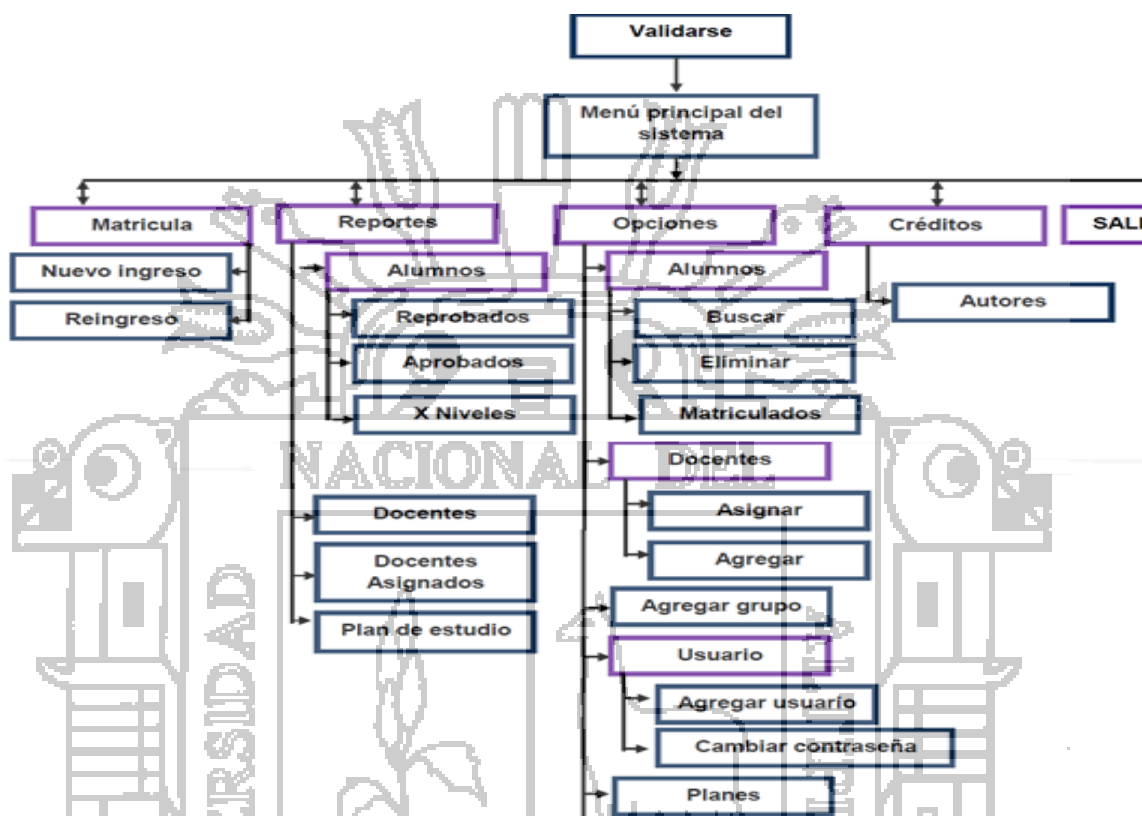 Validarse
Menú principal del
sistema
Matricula
Reportes
Opciones
Créditos
Nuevo ingreso
Reingreso
Alumnos
Reprobados
Aprobados
X Niveles
Docentes
Docentes
Asignados
Plan de estudio
Alumnos
Buscar
Eliminar
Matriculados
Docentes
Asignar
Agregar
Agregar grupo
Usuario
Agregar usuario
Cambiar contraseña
Planes
Autores
NACIONAL DEL